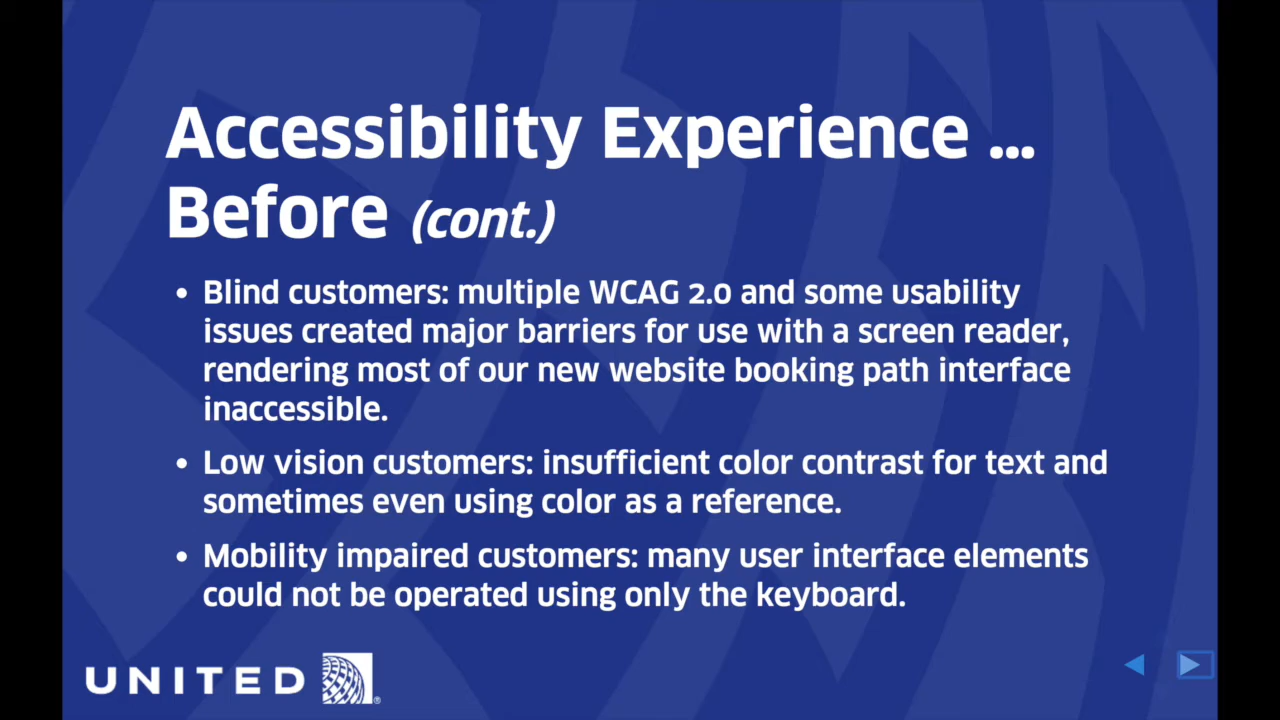 Accessibility Experience ...
Before (cont.)
• Blind customers: multiple WCAG 2.0 and some usability
issues created major barriers for use with a screen reader,
rendering most of our new website booking path interface
inaccessible.
• Low vision customers: insufficient color contrast for text and
sometimes even using color as a reference.
• Mobility impaired customers: many user interface elements
could not be operated using only the keyboard.
UNITED ®